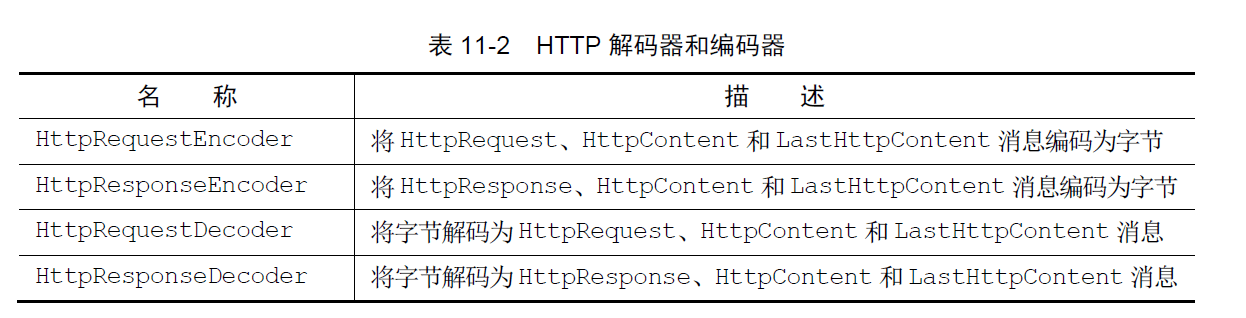 表 11-2 HTTP 解码器和编码器
名 称 描 述
HttpRequestEncoder 将 HttpRequest、HttpContent 和 LastHttpContent 消息编码为字节
HttpResponseEncoder 将 HttpResponse、HttpContent 和 LastHttpContent 消息编码为字节
HttpRequestDecoder 将字节解码为 HttpRequest、HttpContent 和 LastHttpContent 消息
HttpResponseDecoder 将字节解码为 HttpResponse、HttpContent 和 LastHttpContent 消息